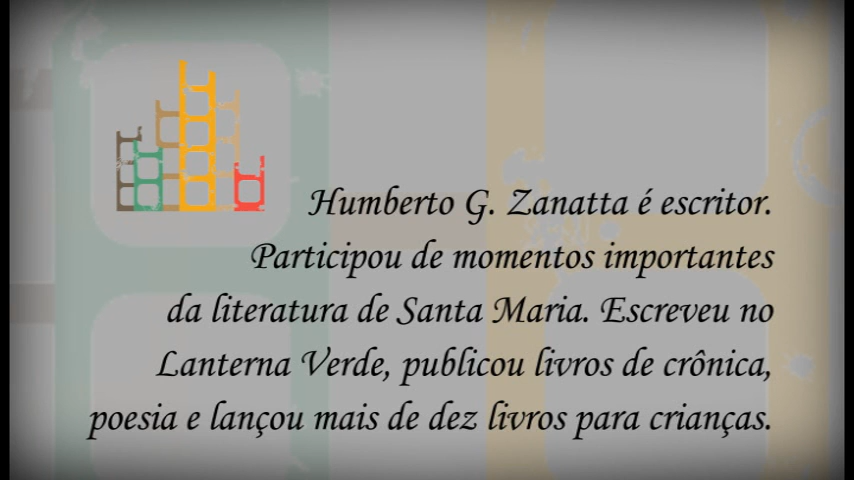 Humberto G. Zanatta é escritor.
Participou de momentos importantes
da literatura de Santa Maria. Escreveu no
Lanterna Verde, publicou livros de crônica,
poesia e lançou mais de dez livros para crianças.